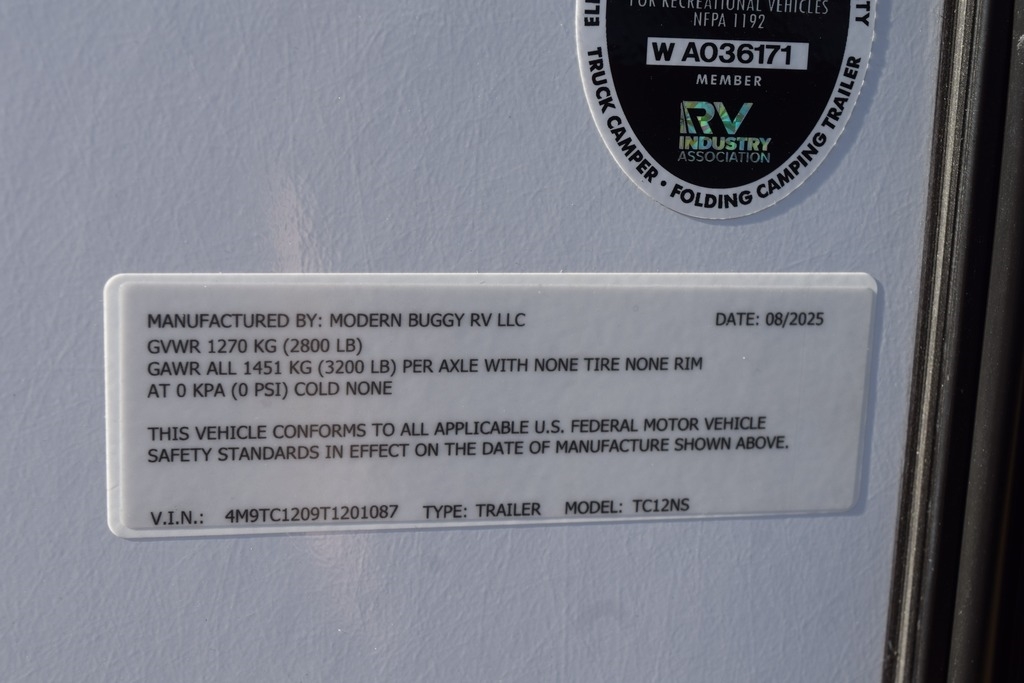 FOR RECREATIONAL VEHICLES
NFPA 1192
W A036171
MEMBER
RV
INDUSTRY
ASSOCIATION
TRUCK CAMPER • FOLDING CAMPING TRAILER
MANUFACTURED BY: MODERN BUGGY RV LLC DATE: 08/2025
GVWR 1270 KG (2800 LB)
GAWR ALL 1451 KG (3200 LB) PER AXLE WITH NONE TIRE NONE RIM
AT 0 KPA (0 PSI) COLD NONE
THIS VEHICLE CONFORMS TO ALL APPLICABLE U.S. FEDERAL MOTOR VEHICLE
SAFETY STANDARDS IN EFFECT ON THE DATE OF MANUFACTURE SHOWN ABOVE.
V.I.N.: 4M9TC1209T1201087 TYPE: TRAILER MODEL: TC12NS